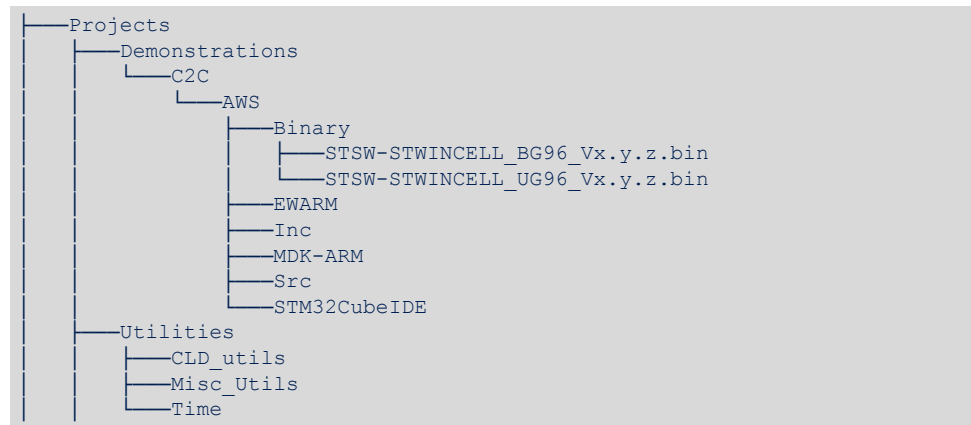 ├───Projects
│   ├───Demonstrations
│   │   └───C2C
│   │       └───AWS
│   │           ├───Binary
│   │           │   ├───STSW-STWINCELL_BG96_Vx.y.z.bin
│   │           │   └───STSW-STWINCELL_UG96_Vx.y.z.bin
│   │           ├───EWARM
│   │           ├───Inc
│   │           ├───MDK-ARM
│   │           ├───Src
│   │           └───STM32CubeIDE
│   ├───Utilities
│   │   ├───CLD_utils
│   │   ├───Misc_Utils
│   │   └───Time